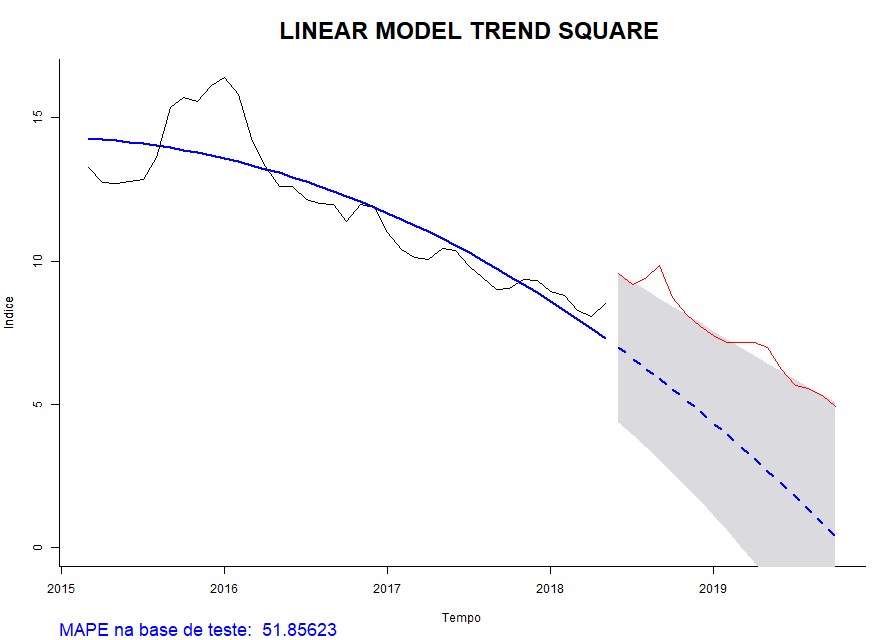 LINEAR MODEL TREND SQUARE
Indice
15
10
5
0
2015
2016
2017
2018
2019
Tempo
MAPE na base de teste: 51.85623